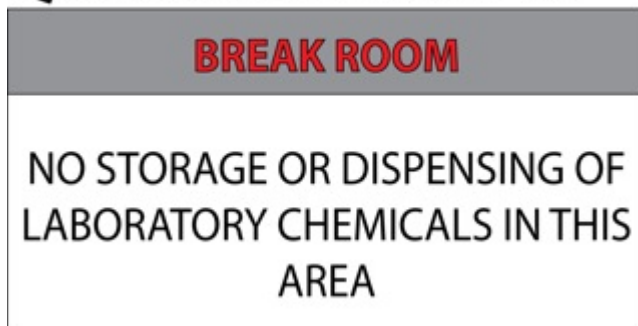 BREAK ROOM
NO STORAGE OR DISPENSING OF
LABORATORY CHEMICALS IN THIS
AREA